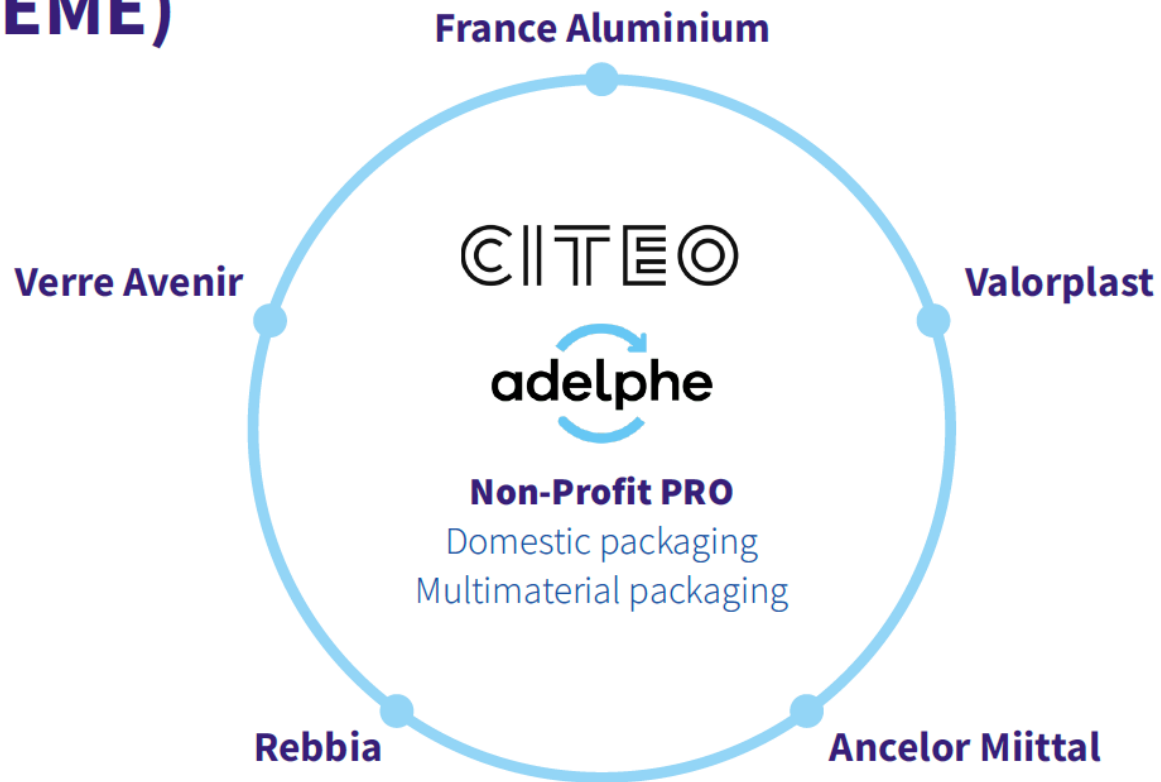 EME)
France Aluminium
CITEO
Verre Avenir
Valorplast
adelphe
Non-Profit PRO
Domestic packaging
Multimaterial packaging
Rebbia
Ancelor Miittal